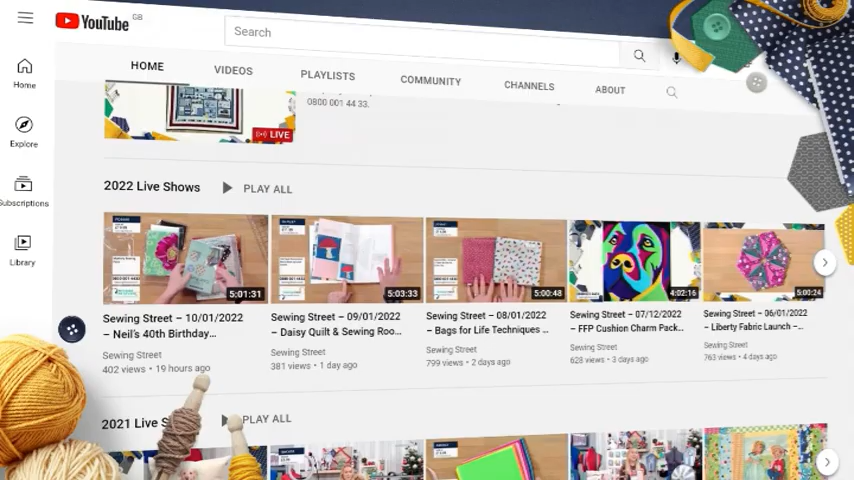 YouTube GB
Search
Home
Explore
Subscriptions
Library
HOME VIDEOS PLAYLISTS COMMUNITY CHANNELS ABOUT
0800 001 44 33.
LIVE
2022 Live Shows PLAY ALL
5:01:31
5:03:33
5:00:48
4:02:16
5:00:24
Sewing Street – 10/01/2022
– Neil's 40th Birthday...
Sewing Street
402 views • 19 hours ago
Sewing Street – 09/01/2022
– Daisy Quilt & Sewing Roo...
Sewing Street
381 views • 1 day ago
Sewing Street – 08/01/2022
– Bags for Life Techniques ...
Sewing Street
799 views • 2 days ago
Sewing Street – 07/12/2022
– FFP Cushion Charm Pack...
Sewing Street
628 views • 3 days ago
Sewing Street – 06/01/2022
– Liberty Fabric Launch –...
Sewing Street
763 views • 4 days ago
2021 Live S
PLAY ALL